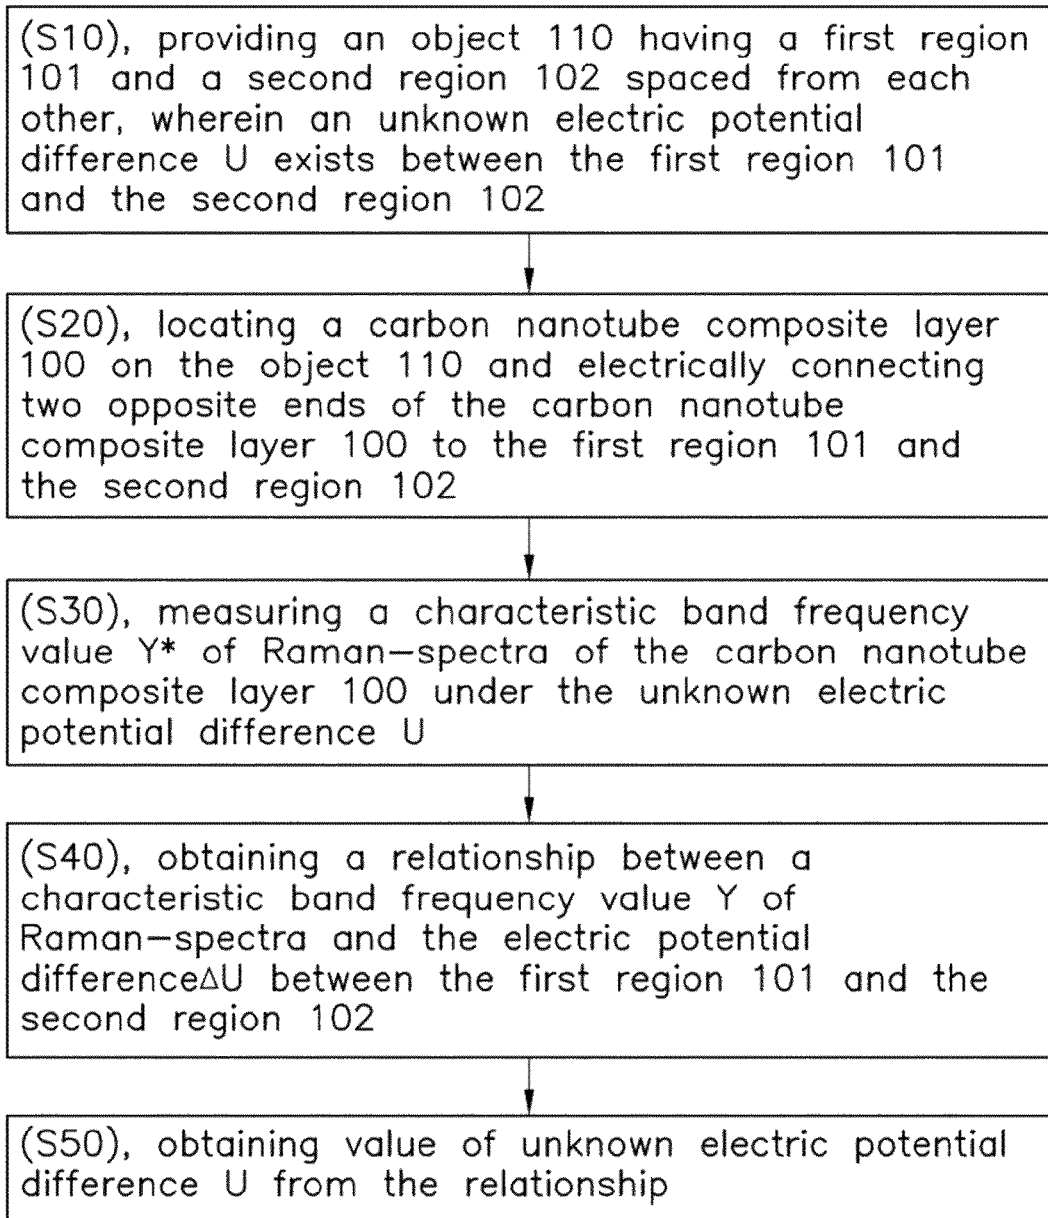 (S10), providing an object 110 having a first region
101 and a second region 102 spaced from each
other, wherein an unknown electric potential
difference U exists between the first region 101
and the second region 102
(S20), locating a carbon nanotube composite layer
100 on the object 110 and electrically connecting
two opposite ends of the carbon nanotube
composite layer 100 to the first region 101 and
the second region 102
(S30), measuring a characteristic band frequency
value Y* of Raman-spectra of the carbon nanotube
composite layer 100 under the unknown electric
potential difference U
(S40), obtaining a relationship between a
characteristic band frequency value Y of
Raman-spectra and the electric potential
difference△U between the first region 101 and the
second region 102
(S50), obtaining value of unknown electric potential
difference U from the relationship